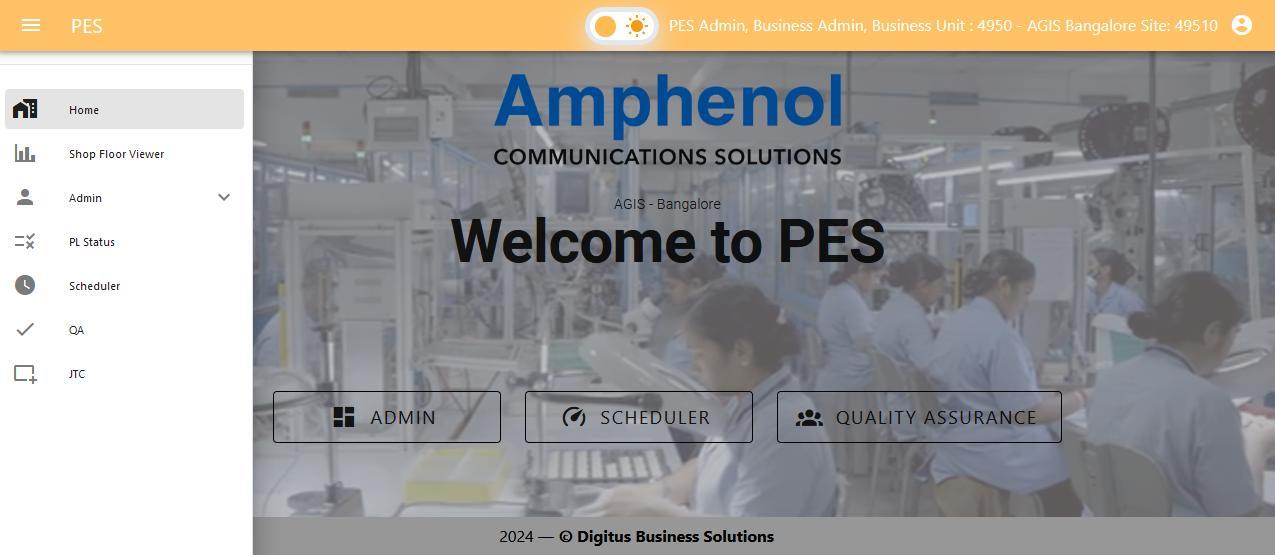 PES
PES Admin, Business Admin, Business Unit : 4950 - AGIS Bangalore Site: 49510
Home
Shop Floor Viewer
Admin
PL Status
Scheduler
QA
JTC
Amphenol
COMMUNICATIONS SOLUTIONS
AGIS - Bangalore
Welcome to PES
ADMIN
SCHEDULER
QUALITY ASSURANCE
2024 — © Digitus Business Solutions